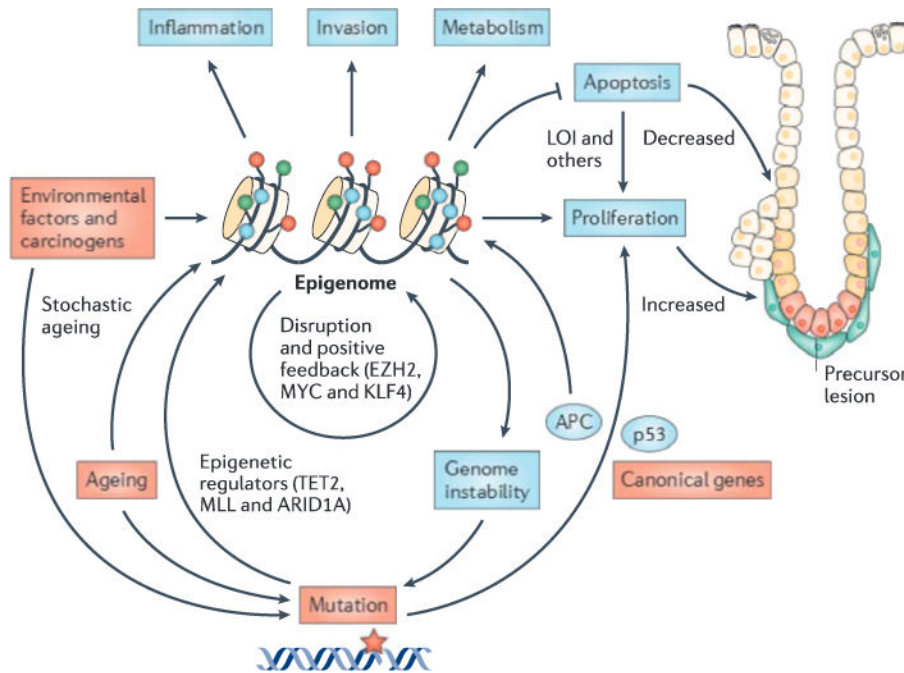 Inflammation
Invasion
Metabolism
Apoptosis
LOI and
others
Decreased
Environmental
factors and
carcinogens
Proliferation
Epigenome
Increased
Stochastic
ageing
Disruption
and positive
feedback (EZH2,
MYC and KLF4)
Precursor
lesion
APC
p53
Ageing
Epigenetic
regulators (TET2,
MLL and ARID1A)
Genome
instability
Canonical genes
Mutation